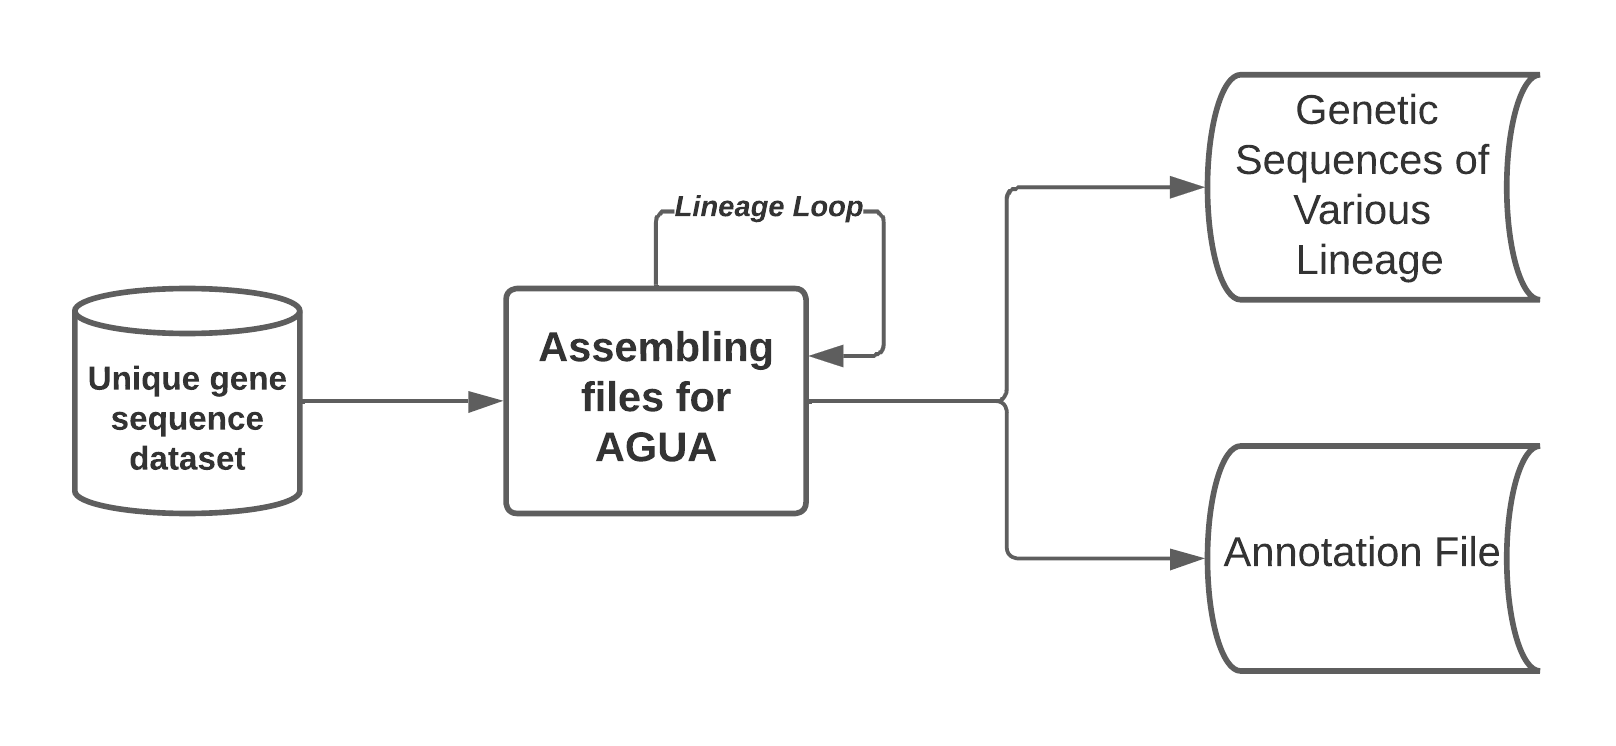 Unique gene
sequence
dataset
Lineage Loop
Assembling
files for
AGUA
Genetic
Sequences of
Various
Lineage
Annotation File